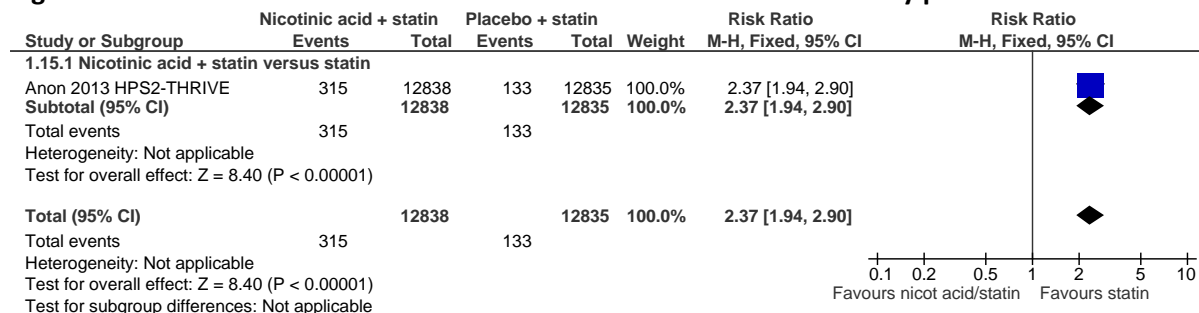 Nicotinic acid + statin Placebo + statin Risk Ratio Risk Ratio
Study or Subgroup Events Total Events Total Weight M-H, Fixed, 95% CI M-H, Fixed, 95% CI
1.15.1 Nicotinic acid + statin versus statin
Anon 2013 HPS2-THRIVE 315 12838 133 12835 100.0% 2.37 [1.94, 2.90]
Subtotal (95% CI) 12838 12835 100.0% 2.37 [1.94, 2.90]
Total events 315 133
Heterogeneity: Not applicable
Test for overall effect: Z = 8.40 (P < 0.00001)
Total (95% CI) 12838 12835 100.0% 2.37 [1.94, 2.90]
Total events 315 133
Heterogeneity: Not applicable
Test for overall effect: Z = 8.40 (P < 0.00001)
Test for subgroup differences: Not applicable
0.1 0.2 0.5 1 2 5 10
Favours nicot acid/statin Favours statin